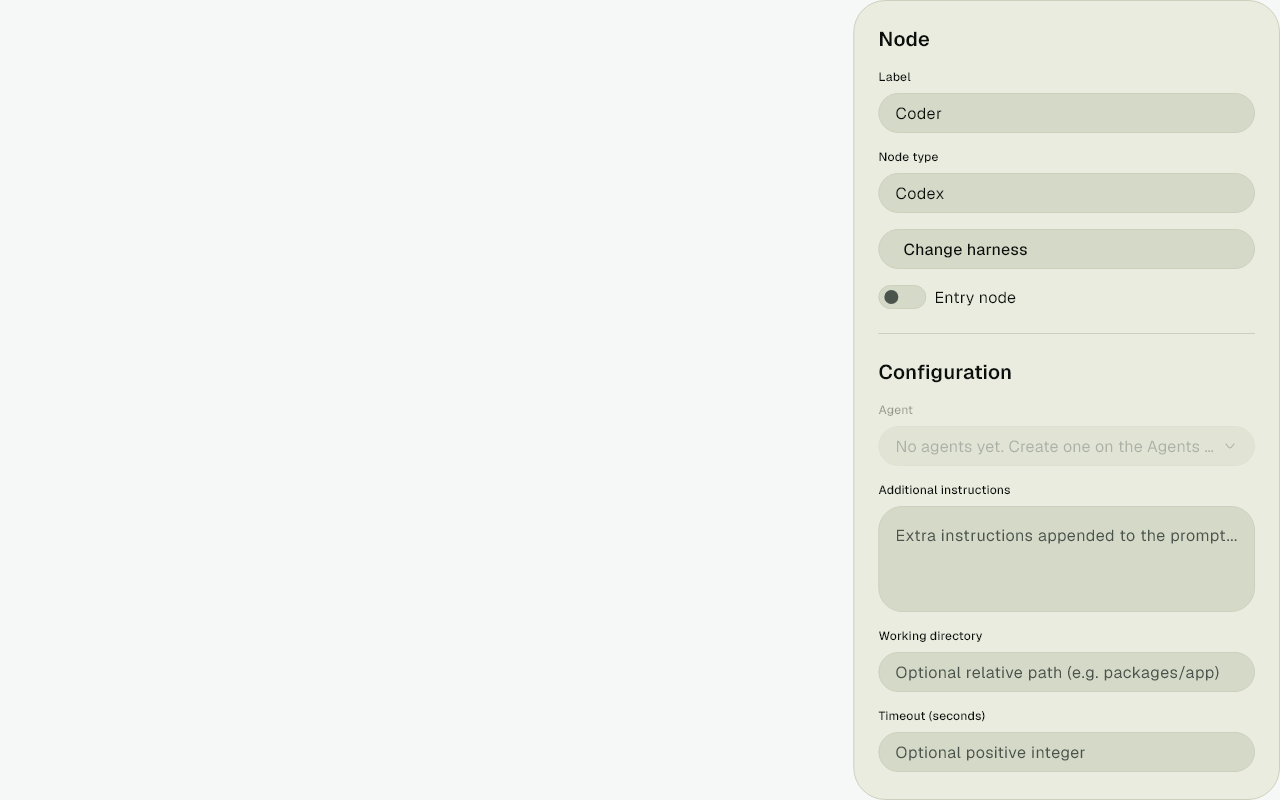 Node
Label
Coder
Node type
Codex
Change harness
Entry node
Configuration
Agent
No agents yet. Create one on the Agents ...
Additional instructions
Extra instructions appended to the prompt...
Working directory
Optional relative path (e.g. packages/app)
Timeout (seconds)
Optional positive integer